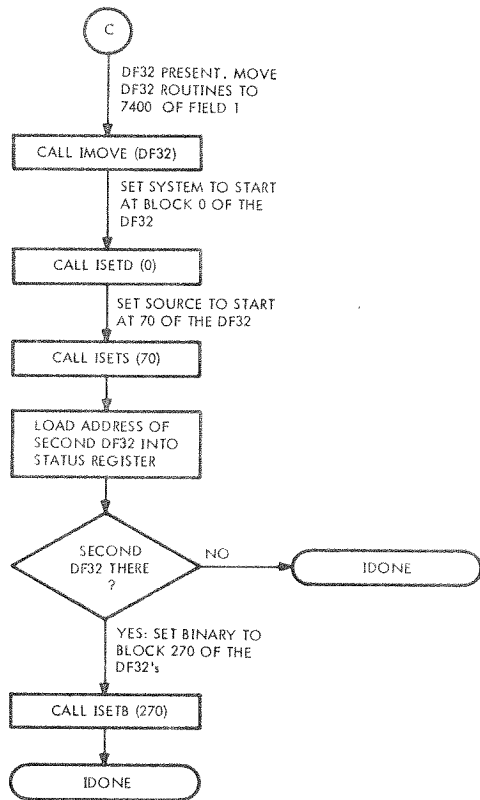 C
DF32 PRESENT, MOVE
DF32 ROUTINES TO
7400 OF FIELD 1
CALL IMOVE (DF32)
SET SYSTEM TO START
AT BLOCK 0 OF THE
DF32
CALL ISETD (0)
SET SOURCE TO START
AT 70 OF THE DF32
CALL ISETS (70)
LOAD ADDRESS OF
SECOND DF32 INTO
STATUS REGISTER
SECOND
DF32 THERE
?
NO
IDONE
YES: SET BINARY TO
BLOCK 270 OF THE
DF32's
CALL ISETB (270)
IDONE